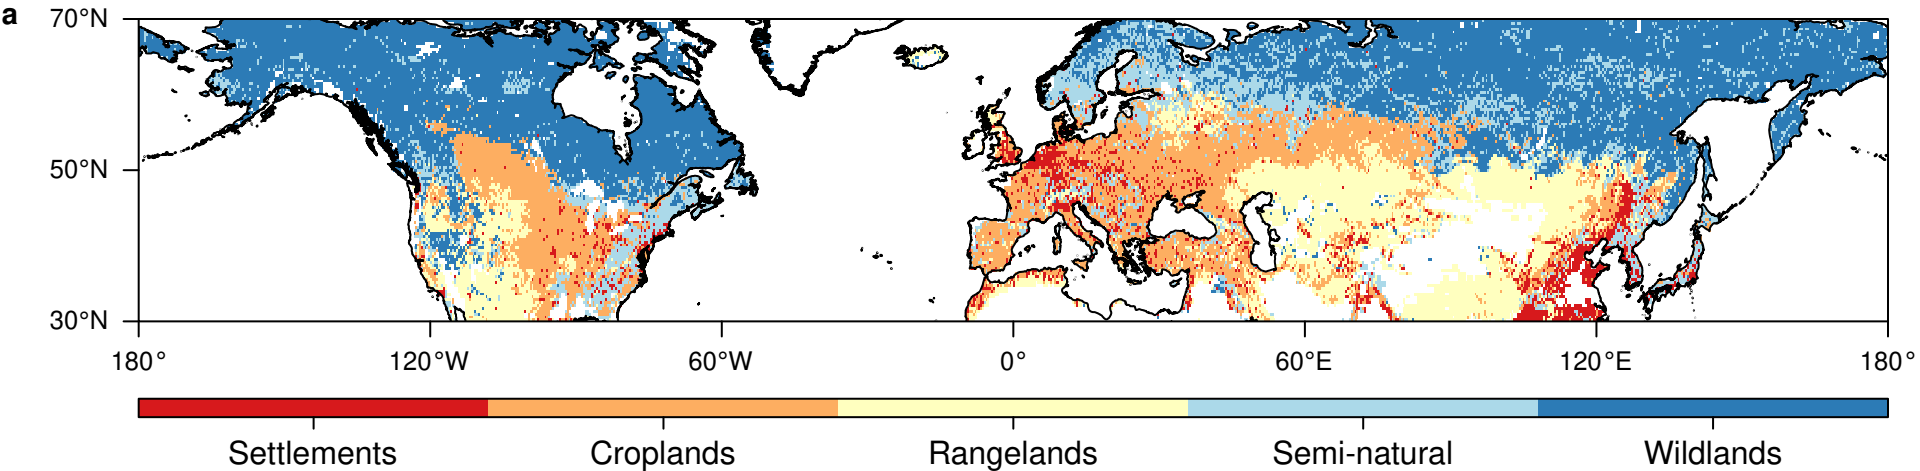 a
70°N
50°N
30°N
180°
120°W
60°W
0°
60°E
120°E
180°
Settlements
Croplands
Rangelands
Semi-natural
Wildlands